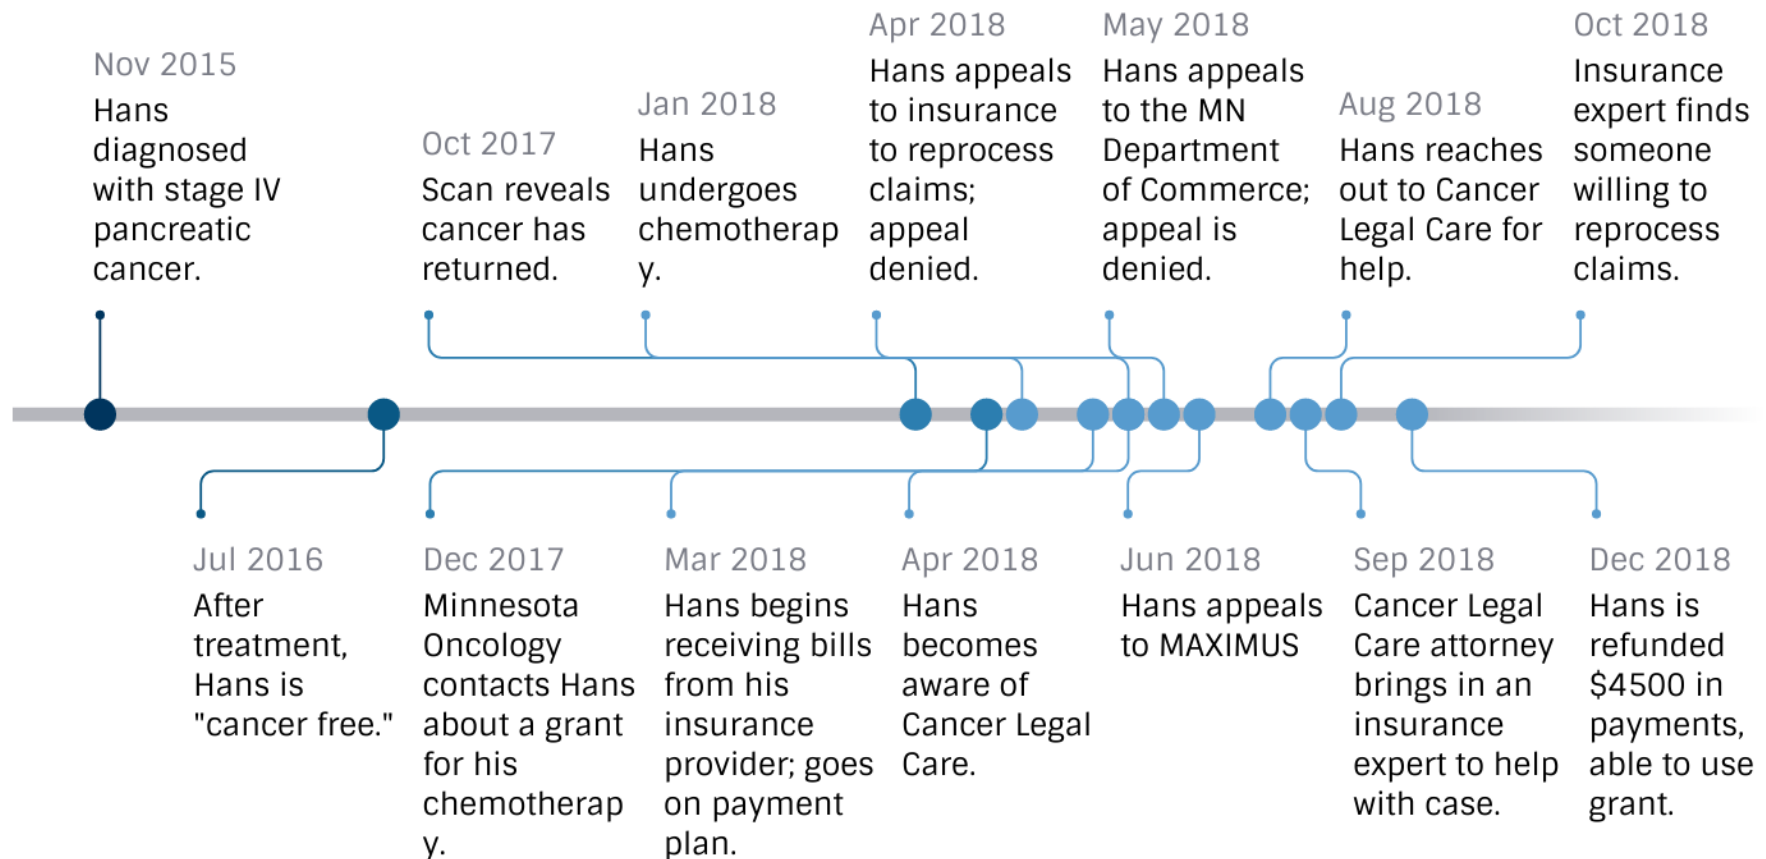 Nov 2015
Hans
diagnosed
with stage IV
pancreatic
cancer.
Oct 2017
Scan reveals
cancer has
returned.
Jan 2018
Hans
undergoes
chemotherap
y.
Apr 2018
Hans appeals
to insurance
to reprocess
claims;
appeal
denied.
May 2018
Hans appeals
to the MN
Department
of Commerce;
appeal is
denied.
Aug 2018
Hans reaches
out to Cancer
Legal Care for
help.
Oct 2018
Insurance
expert finds
someone
willing to
reprocess
claims.
Jul 2016
After
treatment,
Hans is
"cancer free."
Dec 2017
Minnesota
Oncology
contacts Hans
about a grant
for his
chemotherap
y.
Mar 2018
Hans begins
receiving bills
from his
insurance
provider; goes
on payment
plan.
Apr 2018
Hans
becomes
aware of
Cancer Legal
Care.
Jun 2018
Hans appeals
to MAXIMUS
Sep 2018
Cancer Legal
Care attorney
brings in an
insurance
expert to help
with case.
Dec 2018
Hans is
refunded
$4500 in
payments,
able to use
grant.